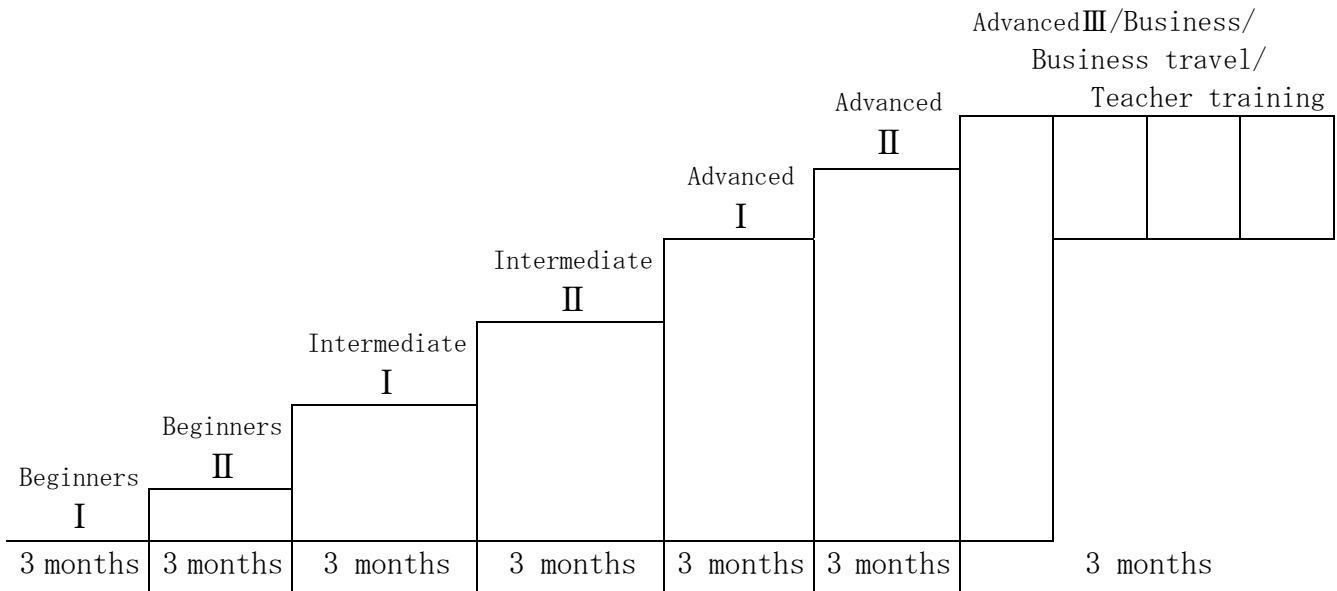 AdvancedⅢ/Business/
Business travel/
Teacher training
Advanced
Ⅱ
Advanced
Ⅰ
Intermediate
Ⅱ
Intermediate
Ⅰ
Beginners
Ⅱ
Beginners
Ⅰ
3 months
3 months
3 months
3 months
3 months
3 months
3 months